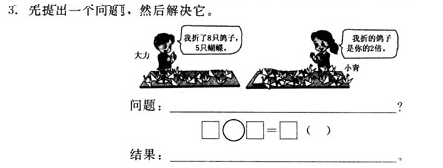 3. 先提出一个问题，然后解决它。
我折了8只鸽子，
5只蝴蝶。
大力
我折的鸽子
是你的2倍。
小青
问题：____________?
□○□=□（ ）
结果：____________。